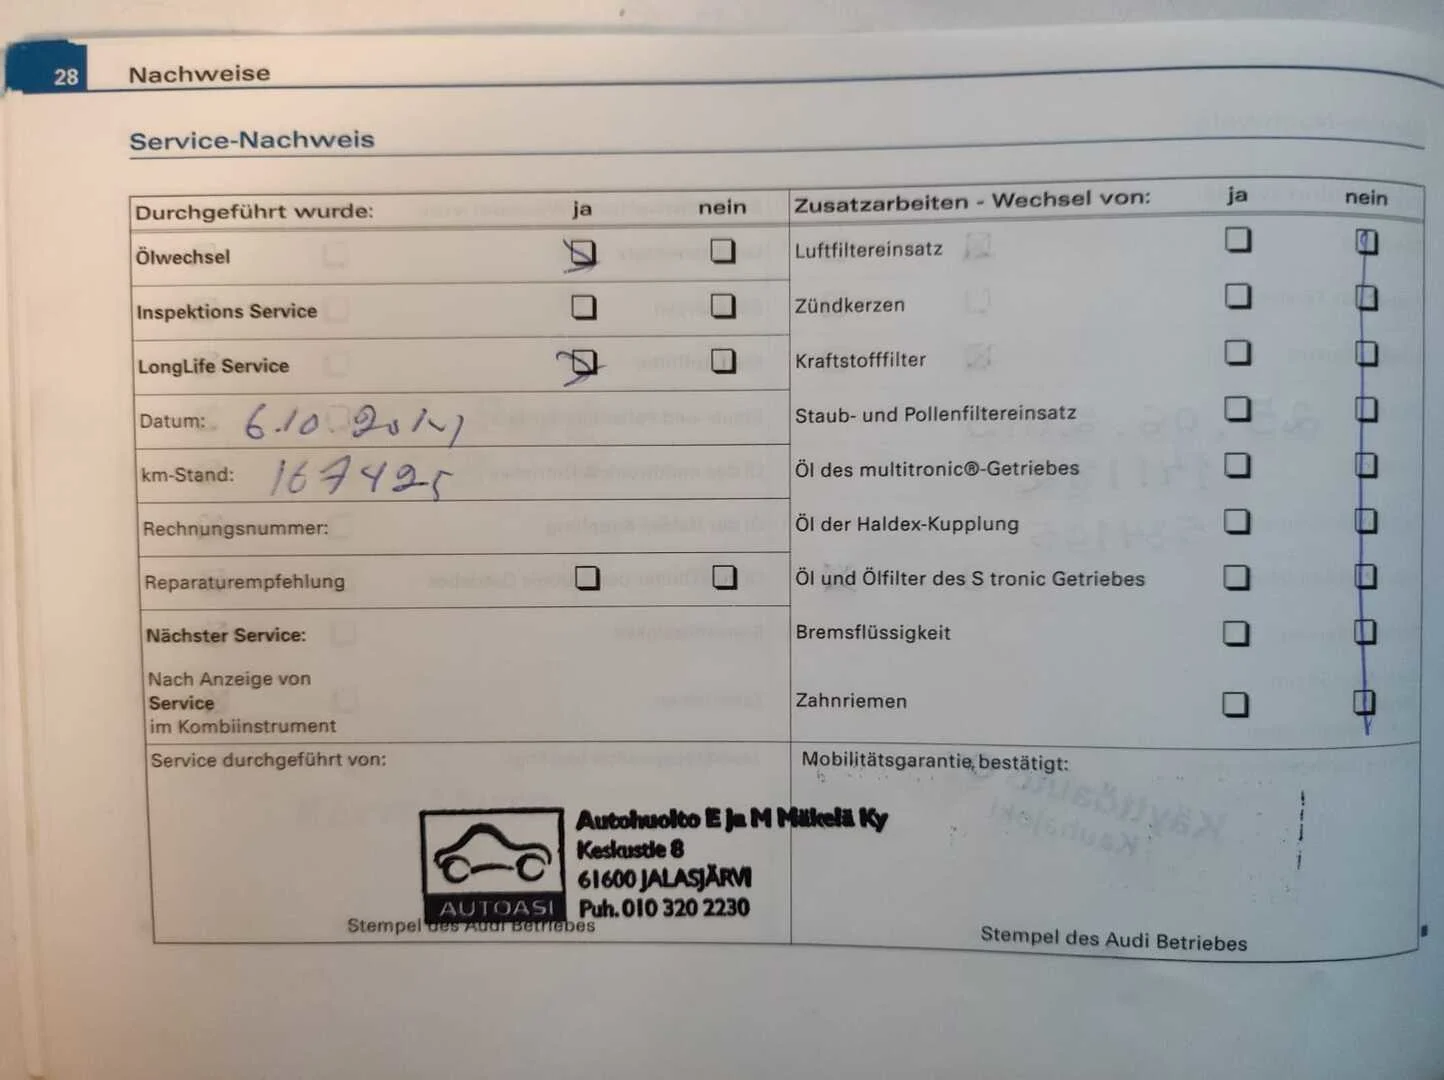 28 Nachweise
Service-Nachweis
Durchgeführt wurde: ja nein
Ölwechsel
Inspektions Service
LongLife Service
Datum: 6.10.2014
km-Stand: 167425
Rechnungsnummer:
Reparaturempfehlung
Nächster Service:
Nach Anzeige von
Service
im Kombiinstrument
Zusatzarbeiten - Wechsel von: ja nein
Luftfiltereinsatz
Zündkerzen
Kraftstofffilter
Staub- und Pollenfiltereinsatz
Öl des multitronic®-Getriebes
Öl der Haldex-Kupplung
Öl und Ölfilter des S tronic Getriebes
Bremsflüssigkeit
Zahnriemen
Service durchgeführt von:
Autohuolto E ja M Mäkelä Ky
Keskustie 8
61600 JALASJÄRVI
AUTOASI Puh. 010 320 2230
Stempel des Audi Betriebes
Mobilitätsgarantie bestätigt:
Stempel des Audi Betriebes